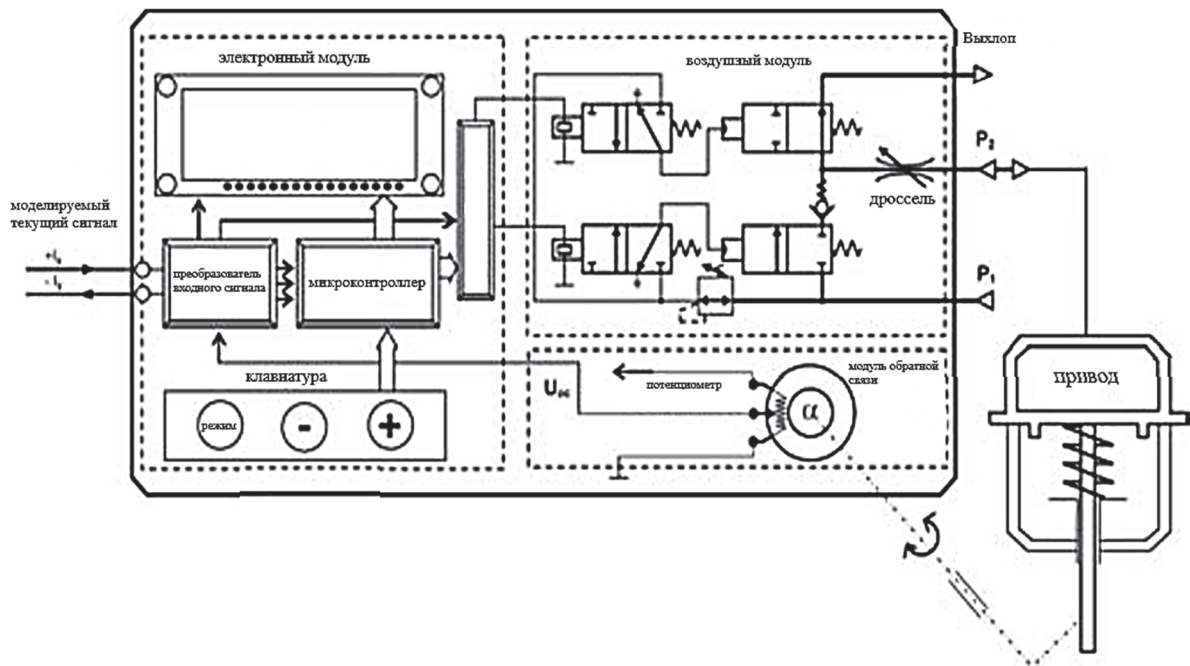 электронный модуль
воздушный модуль
Выхлоп
P₂
дроссель
моделируемый
текущий сигнал
преобразователь
входного сигнала
микроконтроллер
P₁
клавиатура
потенциометр
модуль обратной
связи
α
привод
режим
-
+